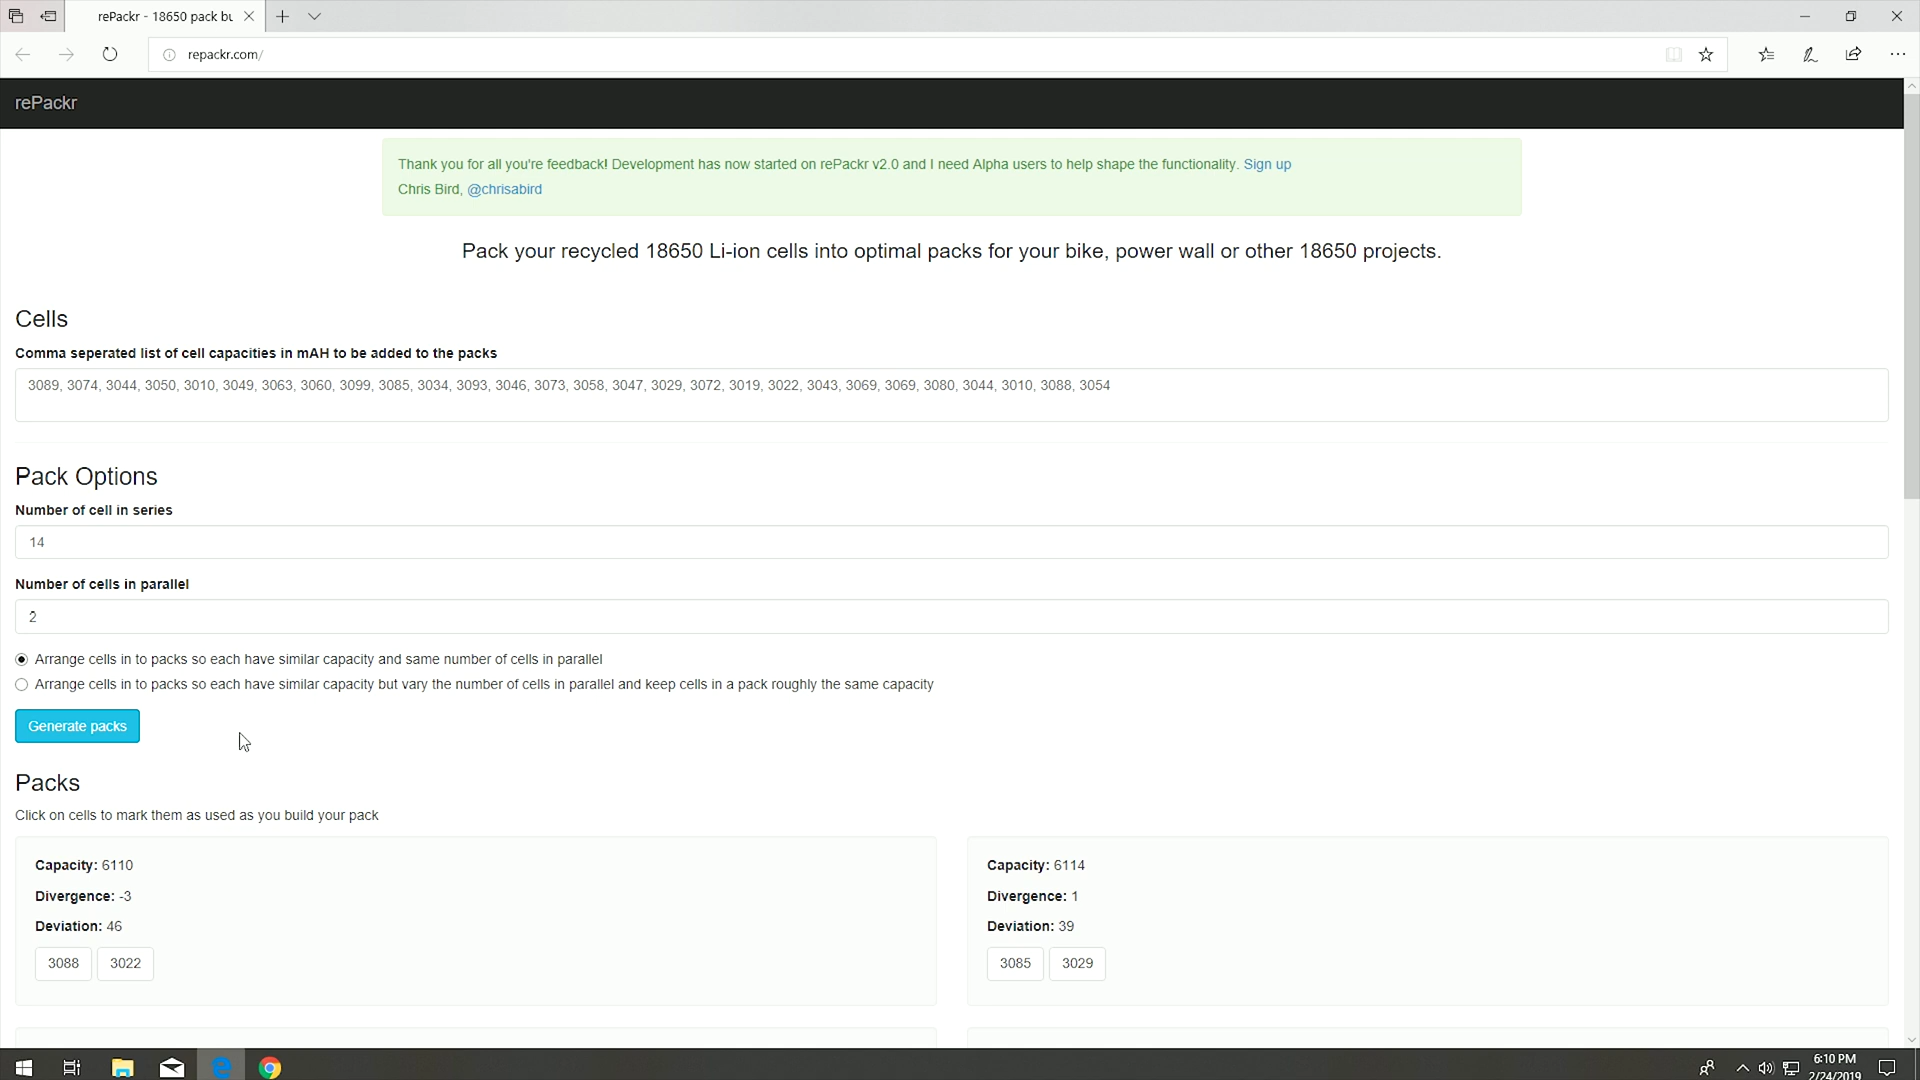 rePackr - 18650 pack bu
repackr.com/
rePackr
Thank you for all you're feedback! Development has now started on rePackr v2.0 and I need Alpha users to help shape the functionality. Sign up
Chris Bird, @chrisabird
Pack your recycled 18650 Li-ion cells into optimal packs for your bike, power wall or other 18650 projects.
Cells
Comma seperated list of cell capacities in mAH to be added to the packs
3089, 3074, 3044, 3050, 3010, 3049, 3063, 3060, 3099, 3085, 3034, 3093, 3046, 3073, 3058, 3047, 3029, 3072, 3019, 3022, 3043, 3069, 3069, 3080, 3044, 3010, 3088, 3054
Pack Options
Number of cell in series
14
Number of cells in parallel
2
Arrange cells in to packs so each have similar capacity and same number of cells in parallel
Arrange cells in to packs so each have similar capacity but vary the number of cells in parallel and keep cells in a pack roughly the same capacity
Generate packs
Packs
Click on cells to mark them as used as you build your pack
Capacity: 6110
Divergence: -3
Deviation: 46
3088 3022
Capacity: 6114
Divergence: 1
Deviation: 39
3085 3029
6:10 PM
2/24/2019